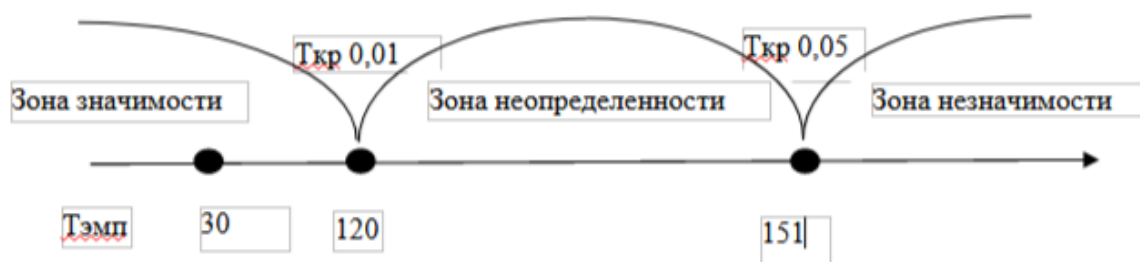 Ткр 0,01
Ткр 0,05
Зона значимости
Зона неопределенности
Зона незначимости
Тэмп
30
120
151